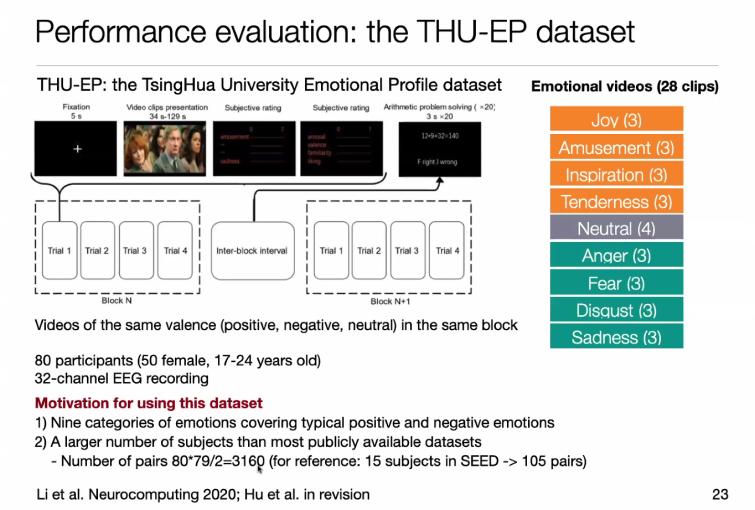 Performance evaluation: the THU-EP dataset
THU-EP: the TsingHua University Emotional Profile dataset
Emotional videos (28 clips)
Fixation
5 s
Video clips presentation
34 s-129 s
Subjective rating
Subjective rating
Arithmetic problem solving ( ×20)
3 s ×20
+
amusement
sadness
arousal
valence
familiarity
liking
12+9+32=140
F right J wrong
Trial 1
Trial 2
Trial 3
Trial 4
Inter-block interval
Trial 1
Trial 2
Trial 3
Trial 4
Block N
Block N+1
Joy (3)
Amusement (3)
Inspiration (3)
Tenderness (3)
Neutral (4)
Anger (3)
Fear (3)
Disgust (3)
Sadness (3)
Videos of the same valence (positive, negative, neutral) in the same block
80 participants (50 female, 17-24 years old)
32-channel EEG recording
Motivation for using this dataset
1) Nine categories of emotions covering typical positive and negative emotions
2) A larger number of subjects than most publicly available datasets
- Number of pairs 80*79/2=3160 (for reference: 15 subjects in SEED -> 105 pairs)
Li et al. Neurocomputing 2020; Hu et al. in revision
23